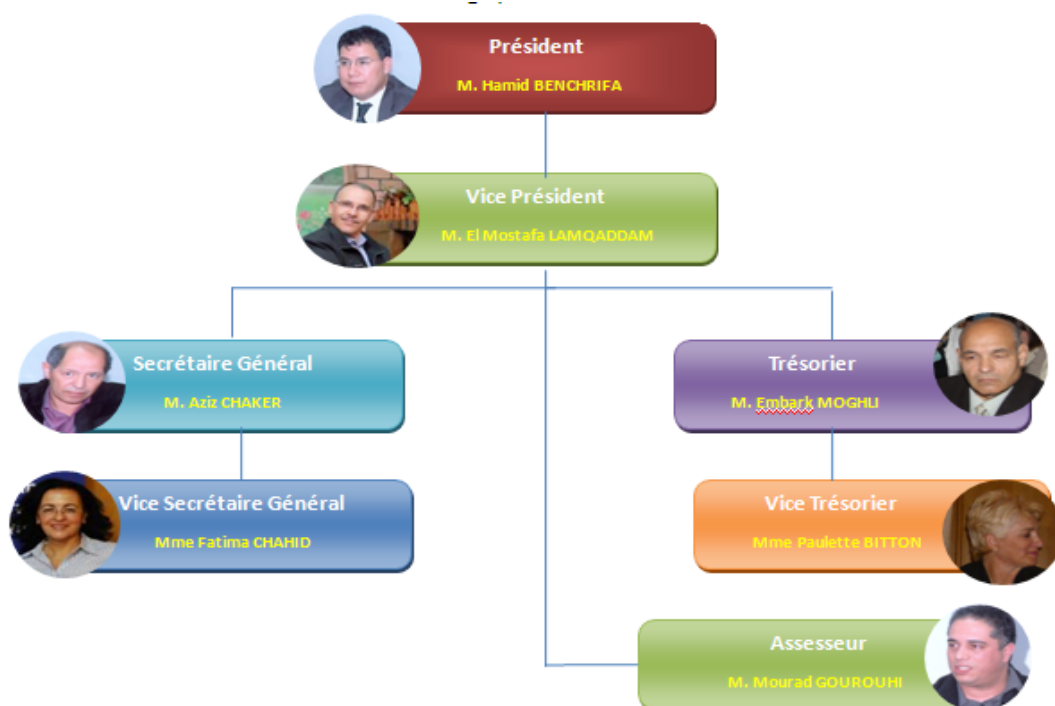 Président
M. Hamid BENCHRIFA
Vice Président
M. El Mostafa LAMQADDAM
Secrétaire Général
M. Aziz CHAKER
Trésorier
M. Embark MOGHLI
Vice Secrétaire Général
Mme Fatima CHAHID
Vice Trésorier
Mme Paulette BITTON
Assesseur
M. Mourad GOUROUHI